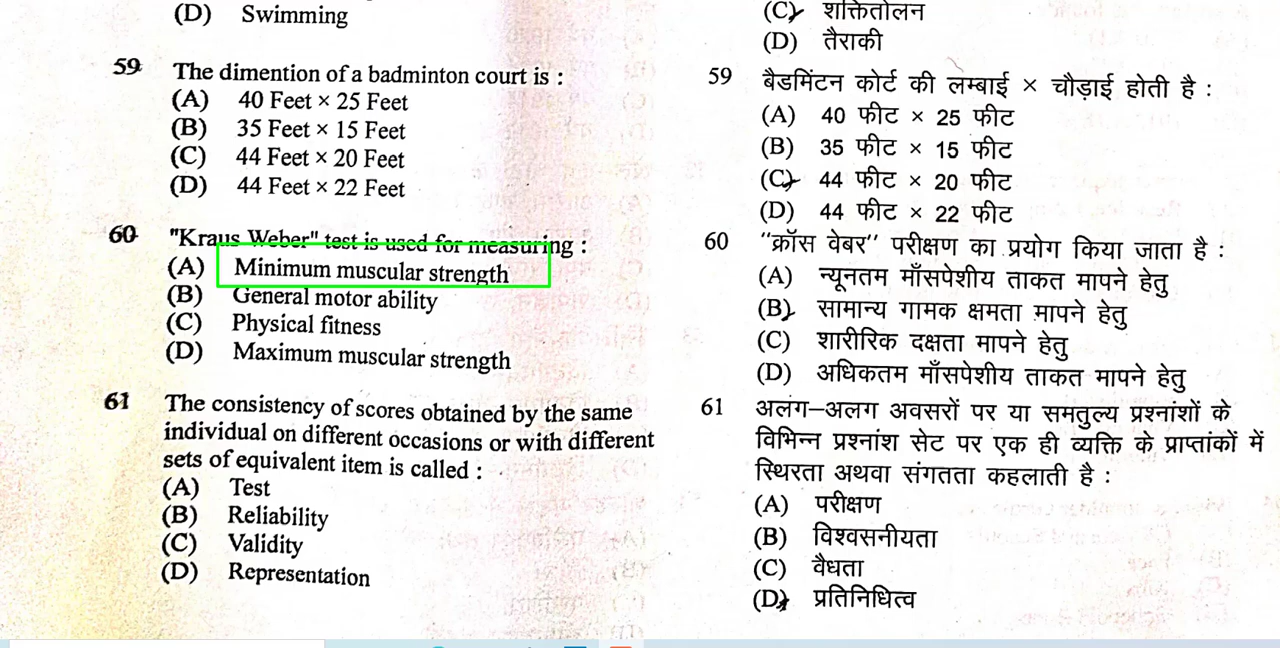 (D) Swimming
59 The dimention of a badminton court is :
(A) 40 Feet × 25 Feet
(B) 35 Feet × 15 Feet
(C) 44 Feet × 20 Feet
(D) 44 Feet × 22 Feet
60 "Kraus Weber" test is used for measuring :
(A) Minimum muscular strength
(B) General motor ability
(C) Physical fitness
(D) Maximum muscular strength
61 The consistency of scores obtained by the same
individual on different occasions or with different
sets of equivalent item is called :
(A) Test
(B) Reliability
(C) Validity
(D) Representation
(C) शक्तितोलन
(D) तैराकी
59 बैडमिंटन कोर्ट की लम्बाई × चौड़ाई होती है :
(A) 40 फीट × 25 फीट
(B) 35 फीट × 15 फीट
(C) 44 फीट × 20 फीट
(D) 44 फीट × 22 फीट
60 “क्रॉस वेबर” परीक्षण का प्रयोग किया जाता है :
(A) न्यूनतम माँसपेशीय ताकत मापने हेतु
(B) सामान्य गामक क्षमता मापने हेतु
(C) शारीरिक दक्षता मापने हेतु
(D) अधिकतम माँसपेशीय ताकत मापने हेतु
61 अलग–अलग अवसरों पर या समतुल्य प्रश्नांशों के
विभिन्न प्रश्नांश सेट पर एक ही व्यक्ति के प्राप्तांकों में
स्थिरता अथवा संगतता कहलाती है :
(A) परीक्षण
(B) विश्वसनीयता
(C) वैधता
(D) प्रतिनिधित्व